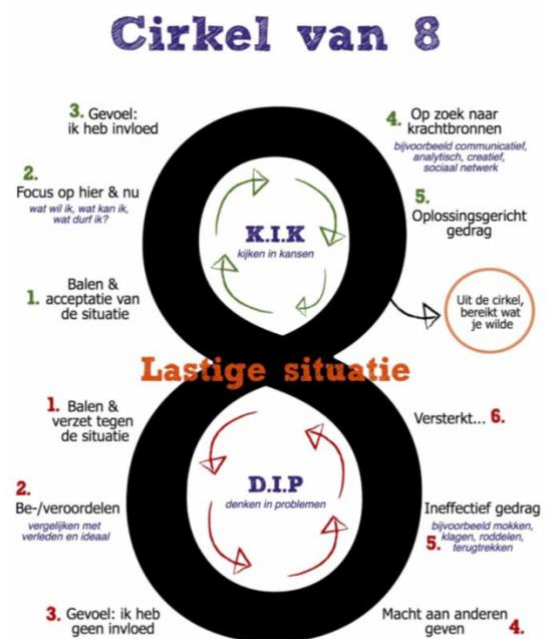 Cirkel van 8
3. Gevoel:
ik heb invloed
2.
Focus op hier & nu
wat wil ik, wat kan ik,
wat durf ik?
Balen &
1. acceptatie van
de situatie
4. Op zoek naar
krachtbronnen
bijvoorbeeld communicatief,
analytisch, creatief,
sociaal netwerk
5.
Oplossingsgericht
gedrag
K.I.K
kijken in kansen
Uit de cirkel,
bereikt wat
je wilde
Lastige situatie
1. Balen &
verzet tegen
de situatie
2.
Be-/veroordelen
vergelijken met
verleden en ideaal
3. Gevoel: ik heb
geen invloed
D.I.P
denken in problemen
Versterkt... 6.
Ineffectief gedrag
bijvoorbeeld mokken,
klagen, roddelen,
5. terugtrekken
Macht aan anderen
geven 4.